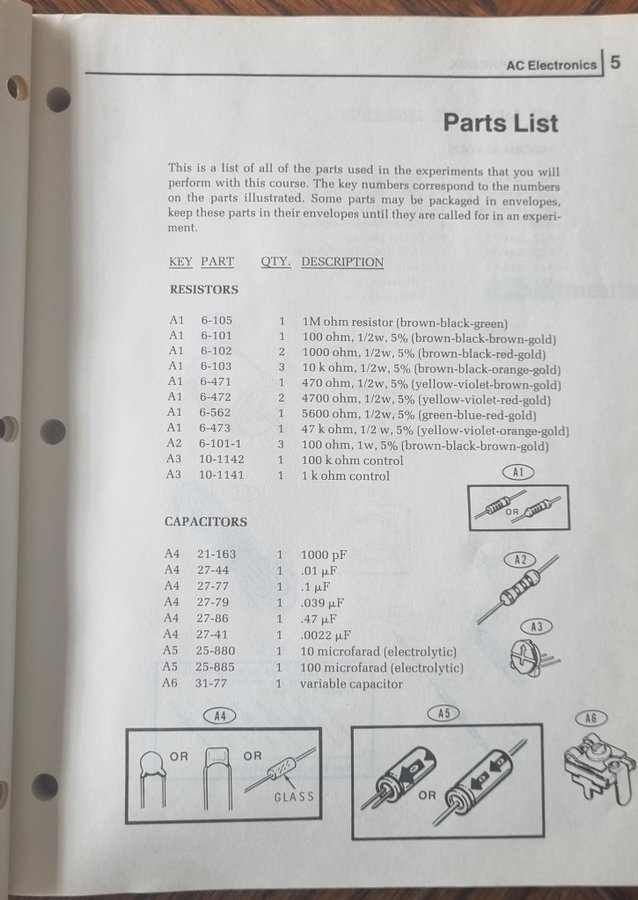 AC Electronics 5
Parts List
This is a list of all of the parts used in the experiments that you will
perform with this course. The key numbers correspond to the numbers
on the parts illustrated. Some parts may be packaged in envelopes,
keep these parts in their envelopes until they are called for in an experi-
ment.
KEY PART QTY. DESCRIPTION
RESISTORS
A1 6-105 1 1M ohm resistor (brown-black-green)
A1 6-101 1 100 ohm, 1/2w, 5% (brown-black-brown-gold)
A1 6-102 2 1000 ohm, 1/2w, 5% (brown-black-red-gold)
A1 6-103 3 10 k ohm, 1/2w, 5% (brown-black-orange-gold)
A1 6-471 1 470 ohm, 1/2w, 5% (yellow-violet-brown-gold)
A1 6-472 2 4700 ohm, 1/2w, 5% (yellow-violet-red-gold)
A1 6-562 1 5600 ohm, 1/2w, 5% (green-blue-red-gold)
A1 6-473 1 47 k ohm, 1/2 w, 5% (yellow-violet-orange-gold)
A2 6-101-1 3 100 ohm, 1w, 5% (brown-black-brown-gold)
A3 10-1142 1 100 k ohm control
A3 10-1141 1 1 k ohm control
A1
OR
CAPACITORS
A4 21-163 1 1000 pF
A4 27-44 1 .01 µF
A4 27-77 1 .1 µF
A4 27-79 1 .039 µF
A4 27-86 1 .47 µF
A4 27-41 1 .0022 µF
A5 25-880 1 10 microfarad (electrolytic)
A5 25-885 1 100 microfarad (electrolytic)
A6 31-77 1 variable capacitor
A2
A3
A4
OR OR
GLASS
A5
OR
A6